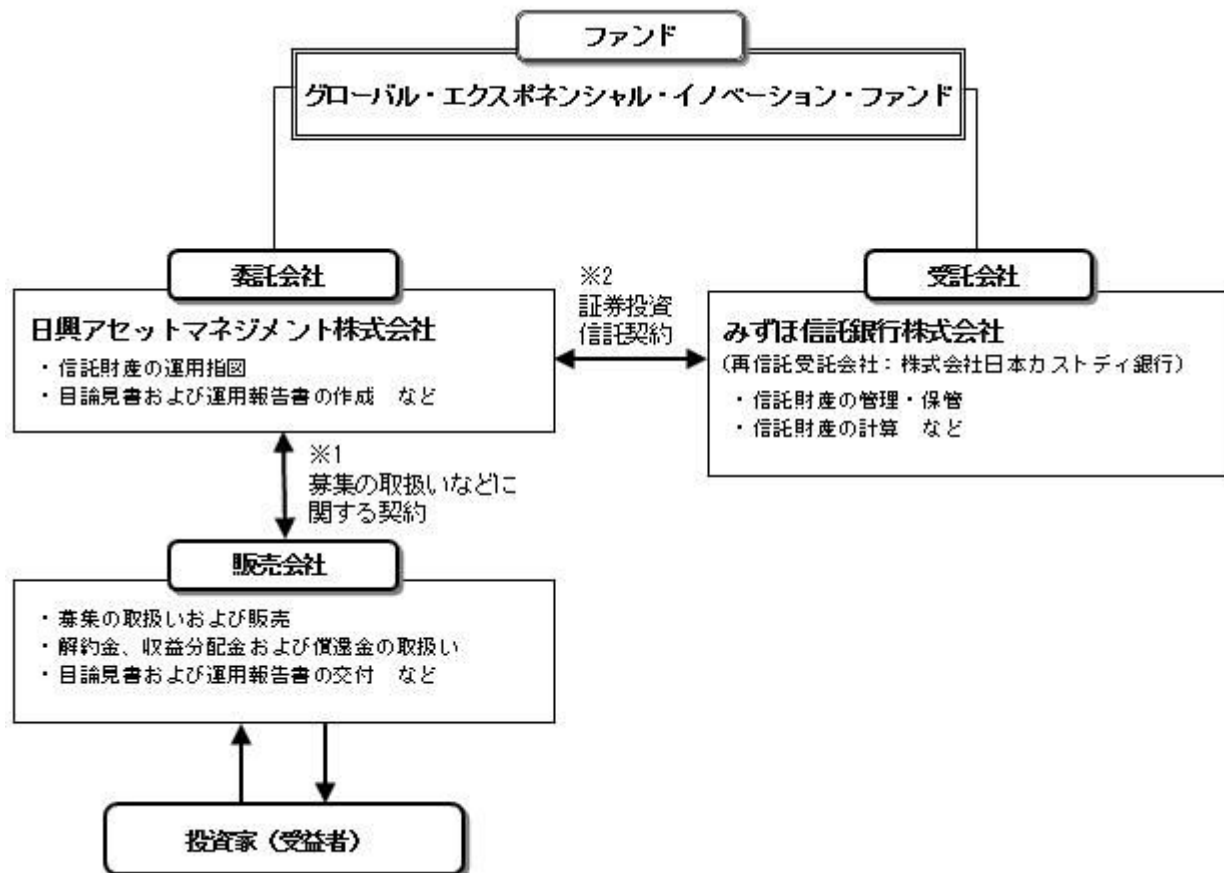 ファンド
グローバル・エクスポネンシャル・イノベーション・ファンド
委託会社
日興アセットマネジメント株式会社
・信託財産の運用指図
・目論見書および運用報告書の作成　など
※2
証券投資
信託契約
受託会社
みずほ信託銀行株式会社
(再信託受託会社：株式会社日本カストディ銀行)
・信託財産の管理・保管
・信託財産の計算　など
※1
募集の取扱いなどに
関する契約
販売会社
・募集の取扱いおよび販売
・解約金、収益分配金および償還金の取扱い
・目論見書および運用報告書の交付　など
投資家（受益者）